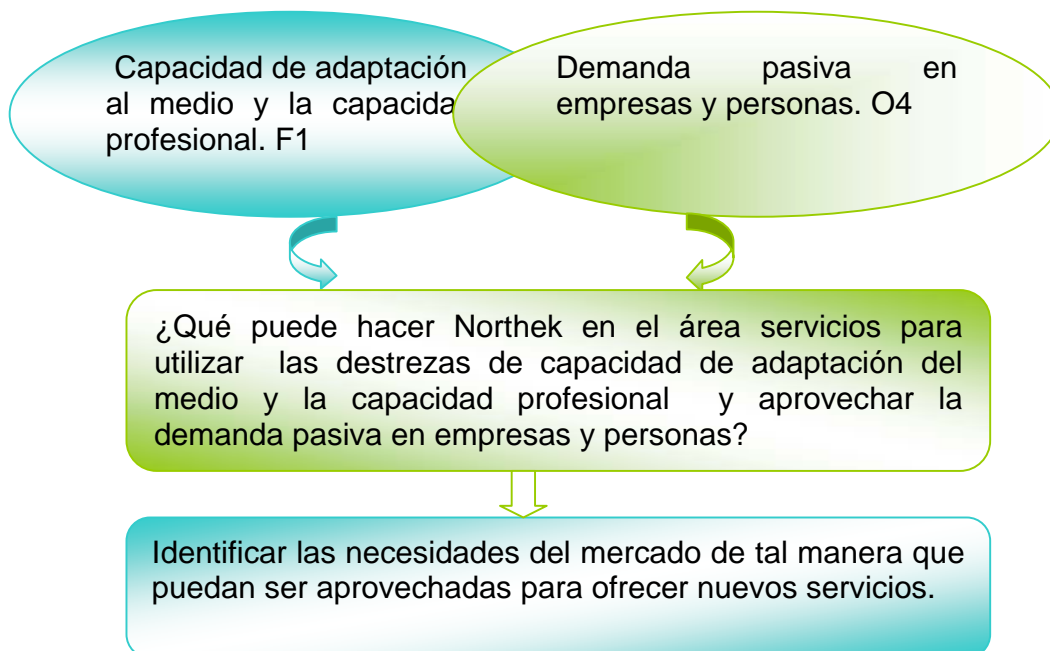 Capacidad de adaptación
al medio y la capacida
profesional. F1
Demanda pasiva en
empresas y personas. O4
¿Qué puede hacer Northek en el área servicios para
utilizar las destrezas de capacidad de adaptación del
medio y la capacidad profesional y aprovechar la
demanda pasiva en empresas y personas?
Identificar las necesidades del mercado de tal manera que
puedan ser aprovechadas para ofrecer nuevos servicios.